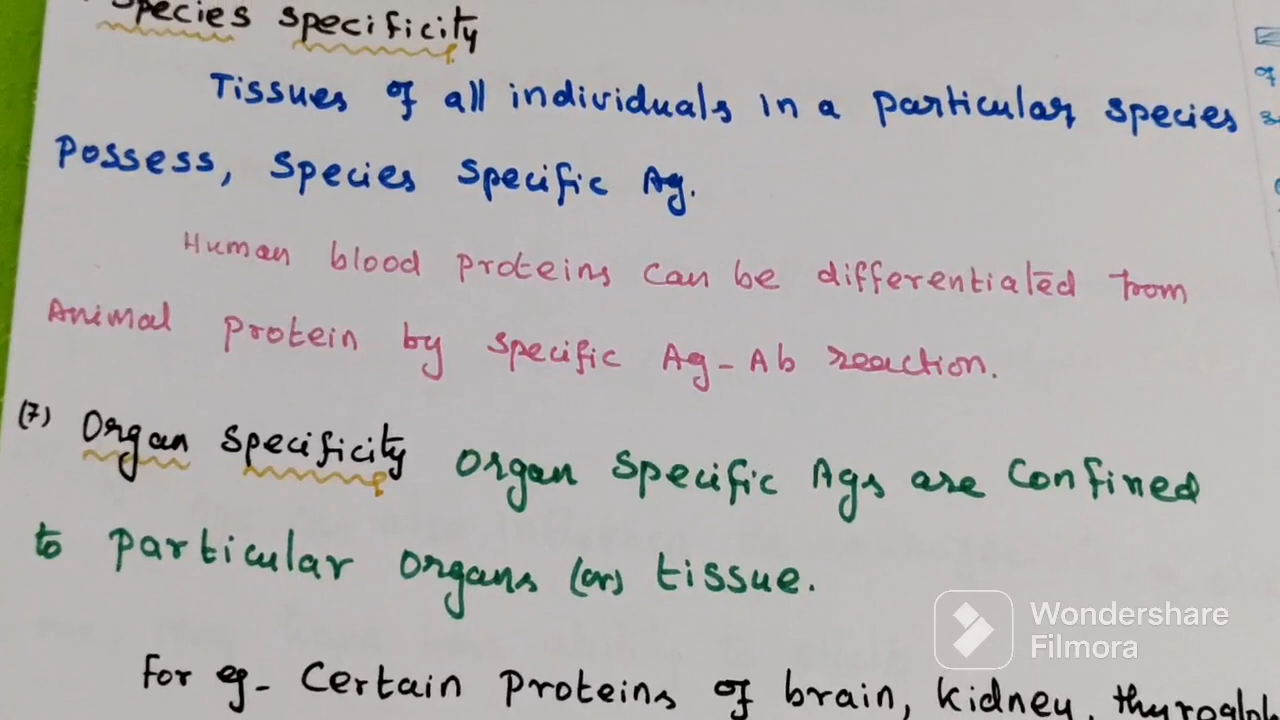 Species specificity
Tissues of all individuals in a particular species
possess, species specific Ag.
Human blood proteins can be differentiated from
Animal protein by specific Ag-Ab reaction.
(7) Organ specificity Organ specific Ags are confined
to particular organs (or) tissue.
For eg- Certain proteins of brain, kidney,
Wondershare
Filmora